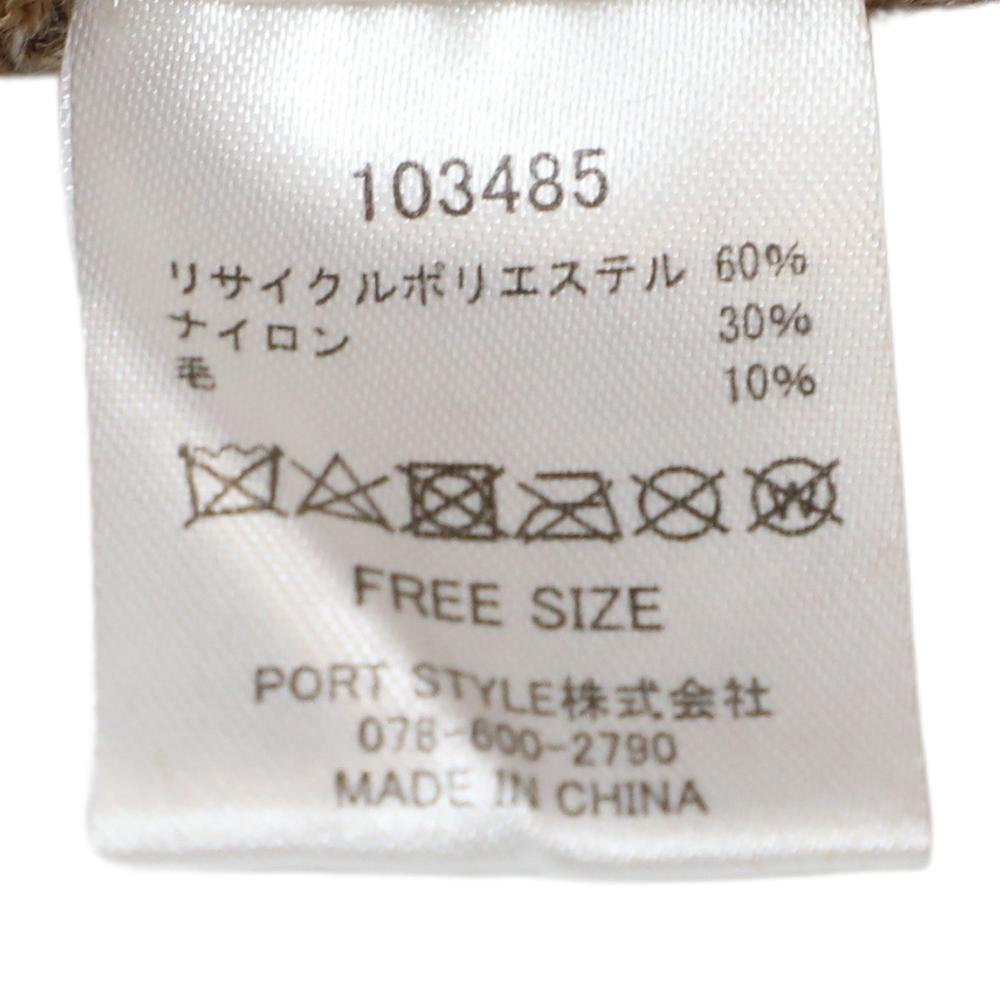 103485
リサイクルポリエステル 60%
ナイロン 30%
毛 10%
FREE SIZE
PORT STYLE株式会社
078-600-2790
MADE IN CHINA